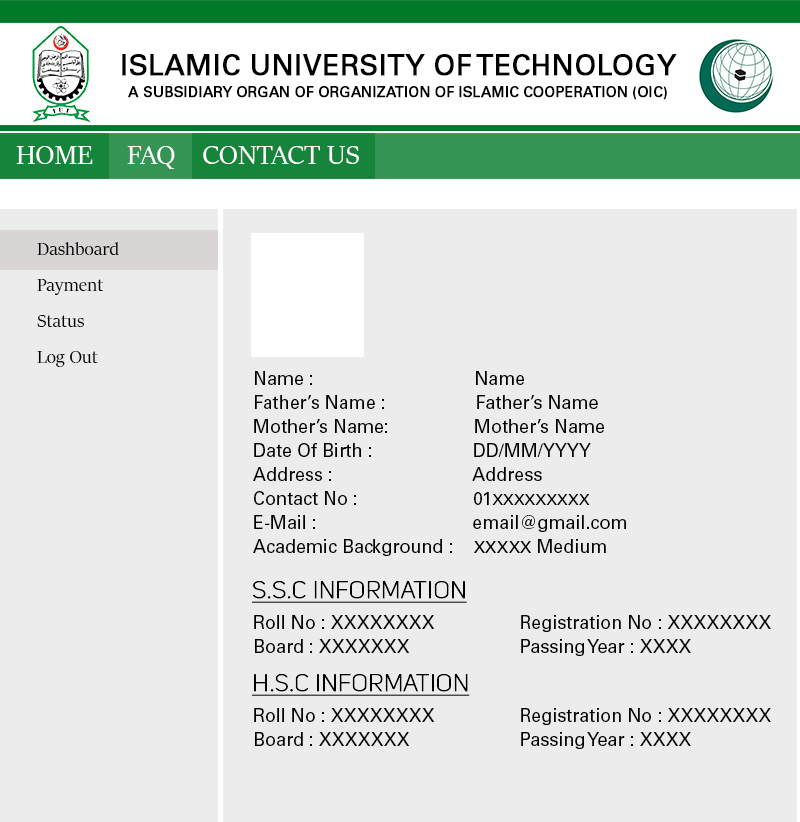 ISLAMIC UNIVERSITY OF TECHNOLOGY
A SUBSIDIARY ORGAN OF ORGANIZATION OF ISLAMIC COOPERATION (OIC)
I U T
HOME FAQ CONTACT US
Dashboard
Payment
Status
Log Out
Name : Name
Father’s Name : Father’s Name
Mother’s Name: Mother’s Name
Date Of Birth : DD/MM/YYYY
Address : Address
Contact No : 01xxxxxxxxx
E-Mail : email@gmail.com
Academic Background : xxxxx Medium
S.S.C INFORMATION
Roll No : XXXXXXXX Registration No : XXXXXXXX
Board : XXXXXXX Passing Year : XXXX
H.S.C INFORMATION
Roll No : XXXXXXXX Registration No : XXXXXXXX
Board : XXXXXXX Passing Year : XXXX